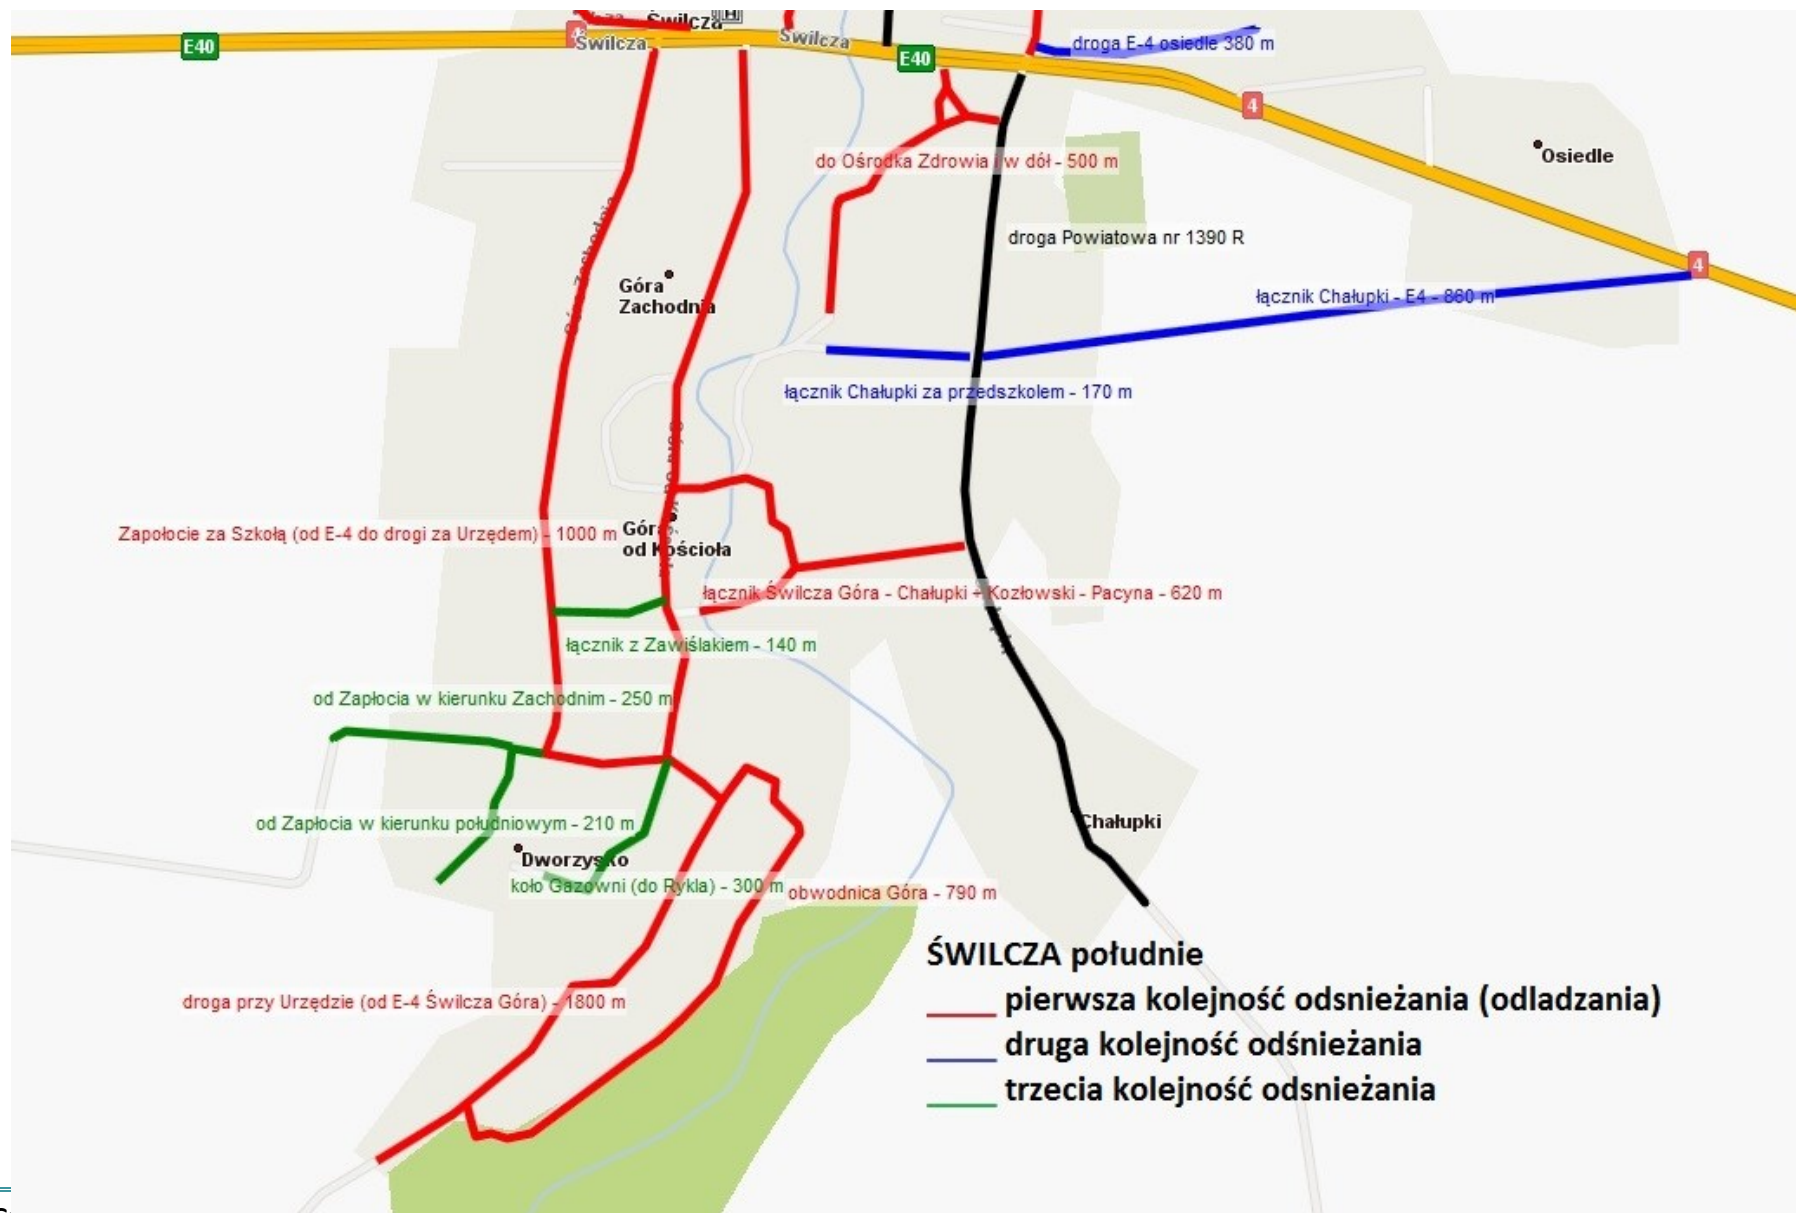 Świlcza
Świlcza
Świlcza
E40
E40
4
droga E-4 osiedle 380 m
4
Osiedle
do Ośrodka Zdrowia i w dół - 500 m
droga Powiatowa nr 1390 R
Góra Zachodnia
Góra
Zachodnia
4
łącznik Chałupki - E4 - 860 m
łącznik Chałupki za przedszkolem - 170 m
Zapołocie za Szkołą (od E-4 do drogi za Urzędem) - 1000 m
Góra
od Kościoła
łącznik Świlcza Góra - Chałupki + Kozłowski - Pacyna - 620 m
łącznik z Zawiślakiem - 140 m
od Zapłocia w kierunku Zachodnim - 250 m
od Zapłocia w kierunku południowym - 210 m
Chałupki
Dworzysko
koło Gazowni (do Rykla) - 300 m
obwodnica Góra - 790 m
droga przy Urzędzie (od E-4 Świlcza Góra) - 1800 m
ŚWILCZA południe
pierwsza kolejność odsnieżania (odladzania)
druga kolejność odśnieżania
trzecia kolejność odsnieżania